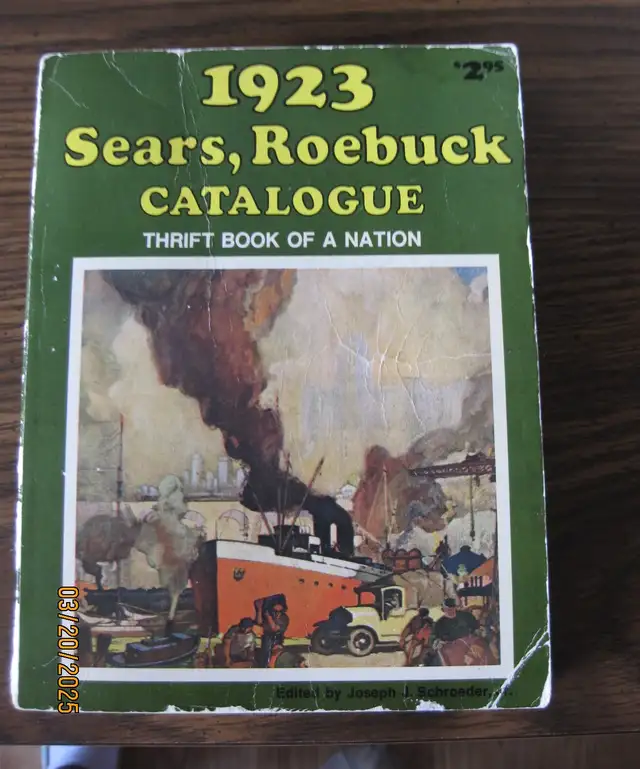 $2.95
1923
Sears, Roebuck
CATALOGUE
THRIFT BOOK OF A NATION
Edited by Joseph J. Schroeder, Jr.
03/20/2025